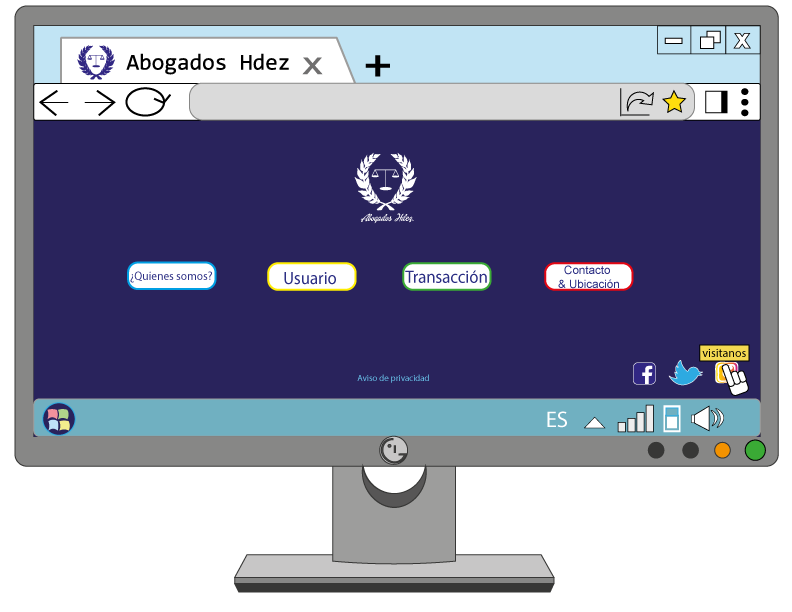 Abogados Hdez X
X
Abogados Hdez.
¿Quienes somos?
Usuario
Transacción
Contacto
& Ubicación
visitanos
Aviso de privacidad
ES